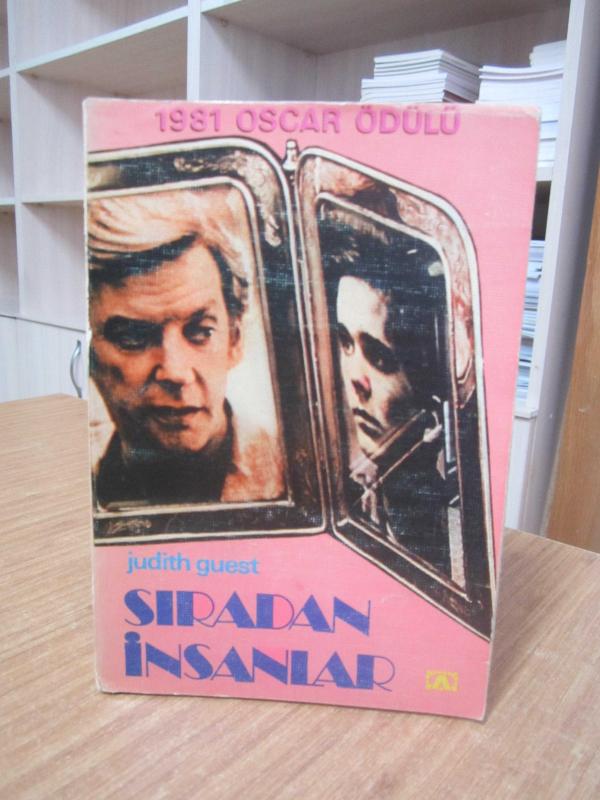 1981 OSCAR ÖDÜLÜ
judith guest
SIRADAN
İNSANLAR